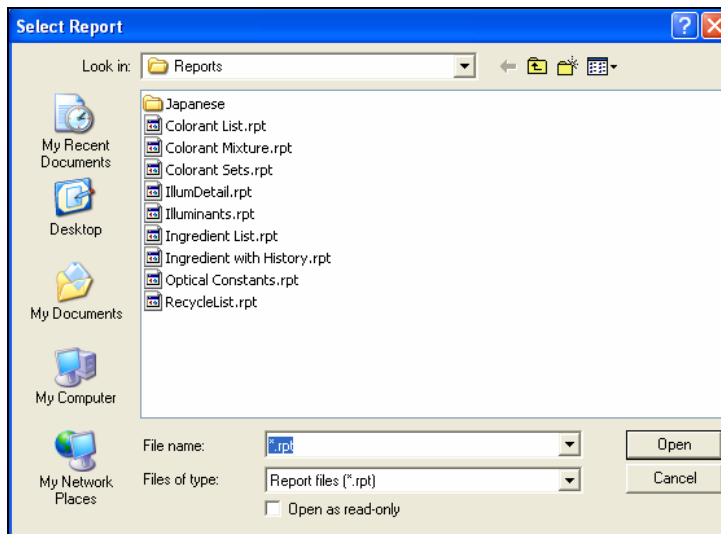 Select Report
Look in:
Reports
My Recent
Documents
Desktop
My Documents
My Computer
My Network
Places
Japanese
Colorant List.rpt
Colorant Mixture.rpt
Colorant Sets.rpt
IllumDetail.rpt
Illuminants.rpt
Ingredient List.rpt
Ingredient with History.rpt
Optical Constants.rpt
RecycleList.rpt
File name:
*.rpt
Open
Files of type:
Report files (*.rpt)
Cancel
Open as read-only